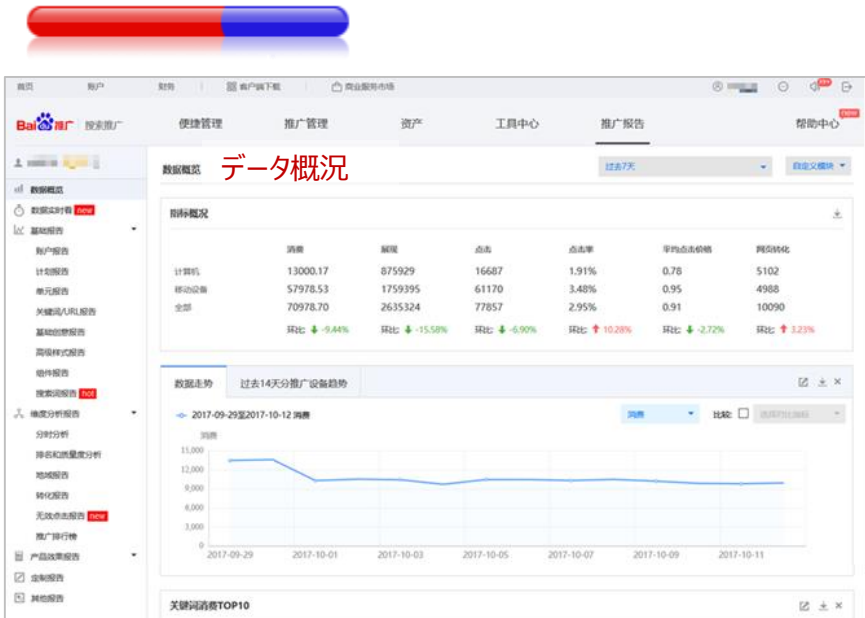 首页 账户 财务 客户端下载 商业服务市场
new
Bai 推广 搜索推广 便捷管理 推广管理 资产 工具中心 推广报告 帮助中心 new
数据概览 データ概況 过去7天 自定义模块
数据概览
数据实时看 new
基础报告
账户报告
计划报告
单元报告
关键词/URL报告
基础创意报告
高级样式报告
组件报告
搜索词报告 hot
维度分析报告
分时分析
排名和质量度分析
地域报告
转化报告
无效点击报告 new
推广排行榜
产品效果报告
定制报告
其他报告
指标概况
消费 展现 点击 点击率 平均点击价格 网页转化
计算机 13000.17 875929 16687 1.91% 0.78 5102
移动设备 57978.53 1759395 61170 3.48% 0.95 4988
全部 70978.70 2635324 77857 2.95% 0.91 10090
环比: -9.44% 环比: -15.58% 环比: -6.90% 环比: 10.28% 环比: -2.72% 环比: 3.23%
数据走势 过去14天分推广设备趋势
2017-09-29至2017-10-12 消费 消费 比较: 选择对比指标
消费
15,000
12,000
9,000
6,000
3,000
0
2017-09-29 2017-10-01 2017-10-03 2017-10-05 2017-10-07 2017-10-09 2017-10-11
关键词消费TOP10